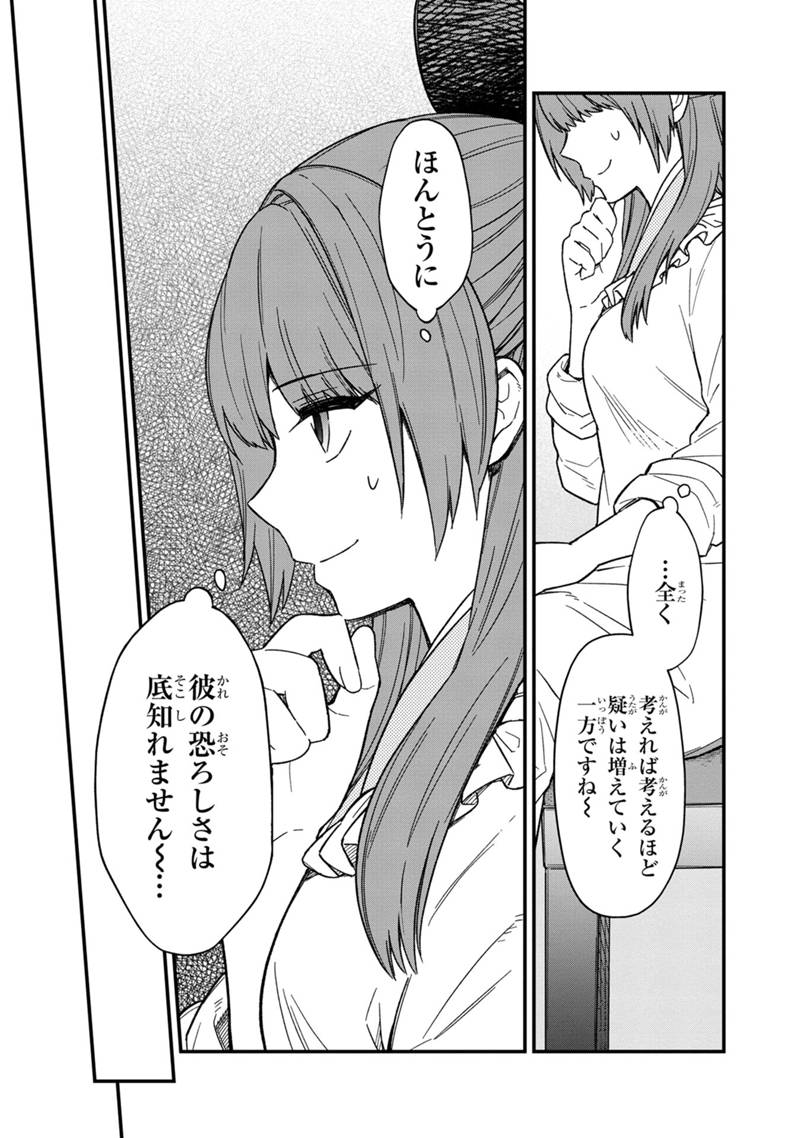 …全く
考えれば考えるほど
疑いは増えていく
一方ですね〜
ほんとうに
彼の恐ろしさは
底知れません〜…